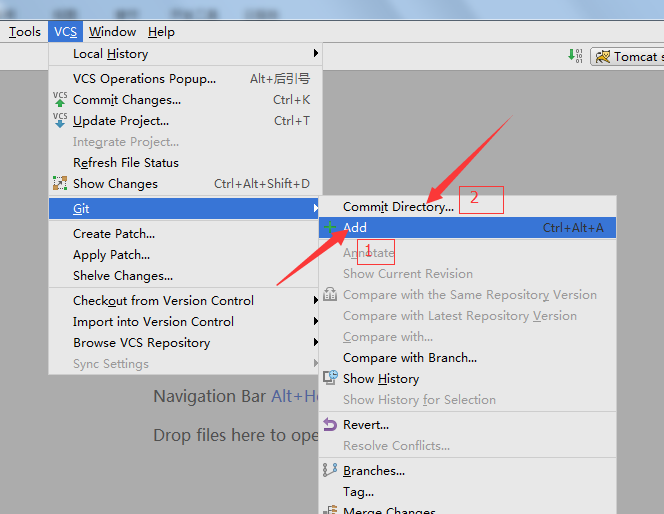 Tools VCS Window Help
Local History
Tomcat s
VCS Operations Popup... Alt+后引号
VCS Commit Changes... Ctrl+K
VCS Update Project... Ctrl+T
Integrate Project...
Refresh File Status
Show Changes Ctrl+Alt+Shift+D
Git
Create Patch...
Apply Patch...
Shelve Changes...
Checkout from Version Control
Import into Version Control
Browse VCS Repository
Sync Settings
Commit Directory... 2
Add Ctrl+Alt+A
1
Annotate
Show Current Revision
Compare with the Same Repository Version
Compare with Latest Repository Version
Compare with...
Compare with Branch...
Show History
Show History for Selection
Revert...
Resolve Conflicts...
Branches...
Tag...
Merge Changes
Navigation Bar Alt+Ho
Drop files here to ope